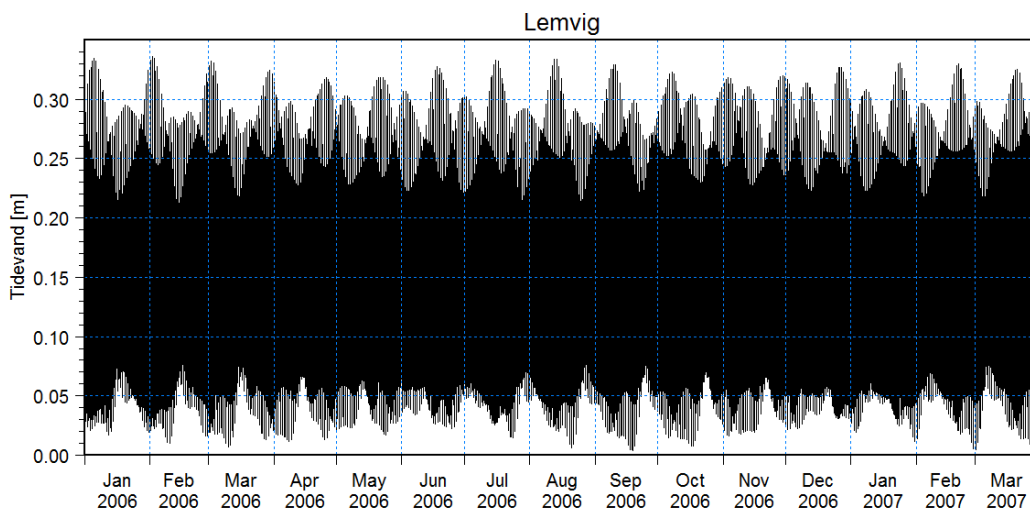 Lemvig
Tidevand [m]
0.30
0.25
0.20
0.15
0.10
0.05
0.00
Jan Feb Mar Apr May Jun Jul Aug Sep Oct Nov Dec Jan Feb Mar
2006 2006 2006 2006 2006 2006 2006 2006 2006 2006 2006 2006 2007 2007 2007